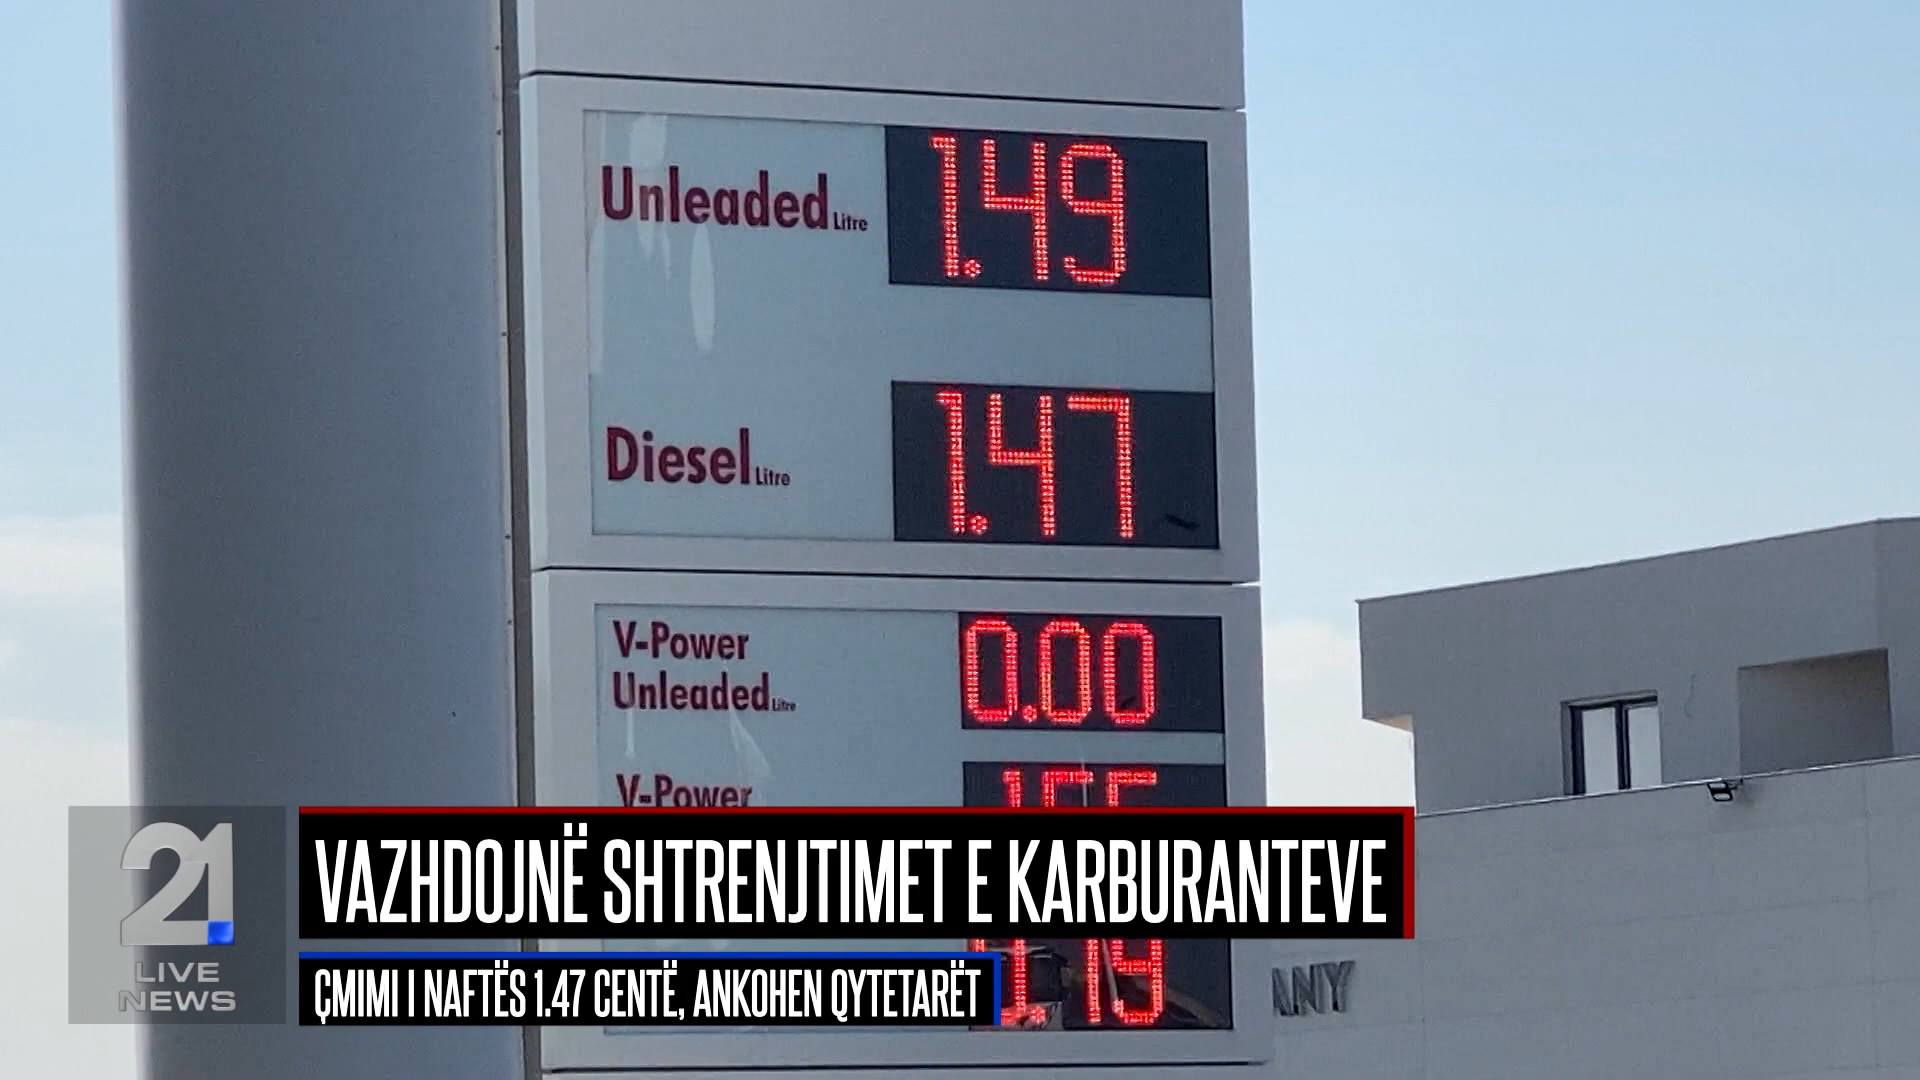 Unleaded Litre 1.49
Diesel Litre 1.47
V-Power
Unleaded Litre 0.00
V-Power
VAZHDOJNË SHTRENJTIMET E KARBURANTEVE
ÇMIMI I NAFTËS 1.47 CENTË, ANKOHEN QYTETARËT
21
LIVE
NEWS
ANY